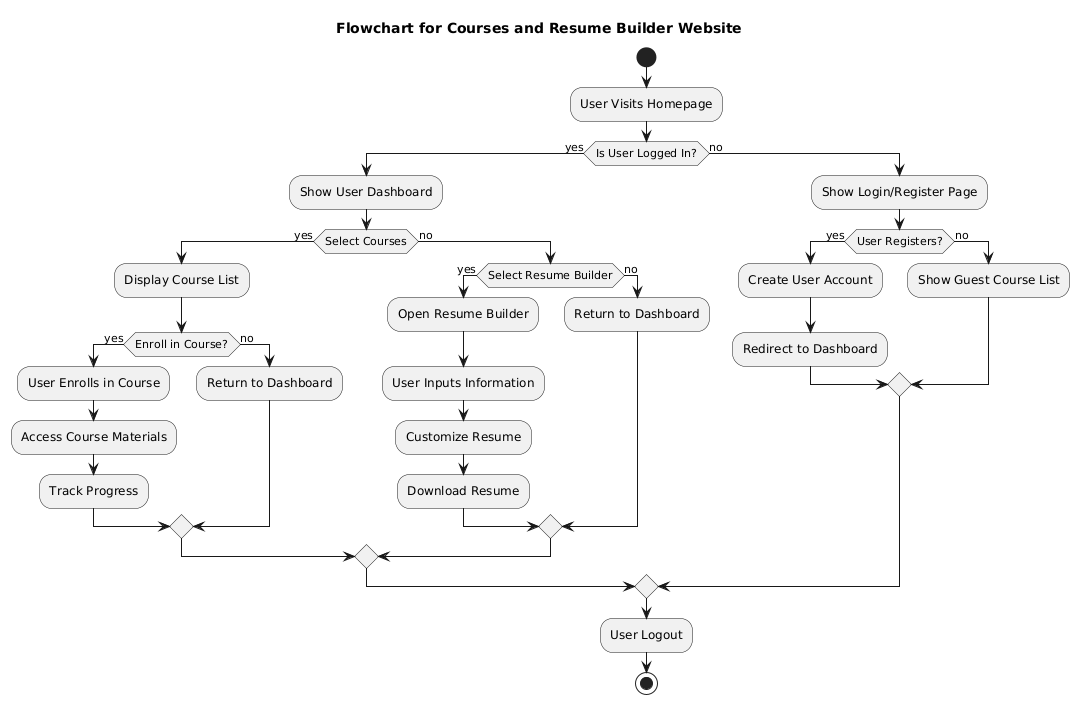 Flowchart for Courses and Resume Builder Website
User Visits Homepage
yes
Is User Logged In?
no
Show User Dashboard
Show Login/Register Page
yes
Select Courses
no
yes
User Registers?
no
Display Course List
yes
Select Resume Builder
no
Create User Account
Show Guest Course List
Open Resume Builder
Return to Dashboard
yes
Enroll in Course?
no
Redirect to Dashboard
User Enrolls in Course
Return to Dashboard
User Inputs Information
Access Course Materials
Customize Resume
Track Progress
Download Resume
User Logout